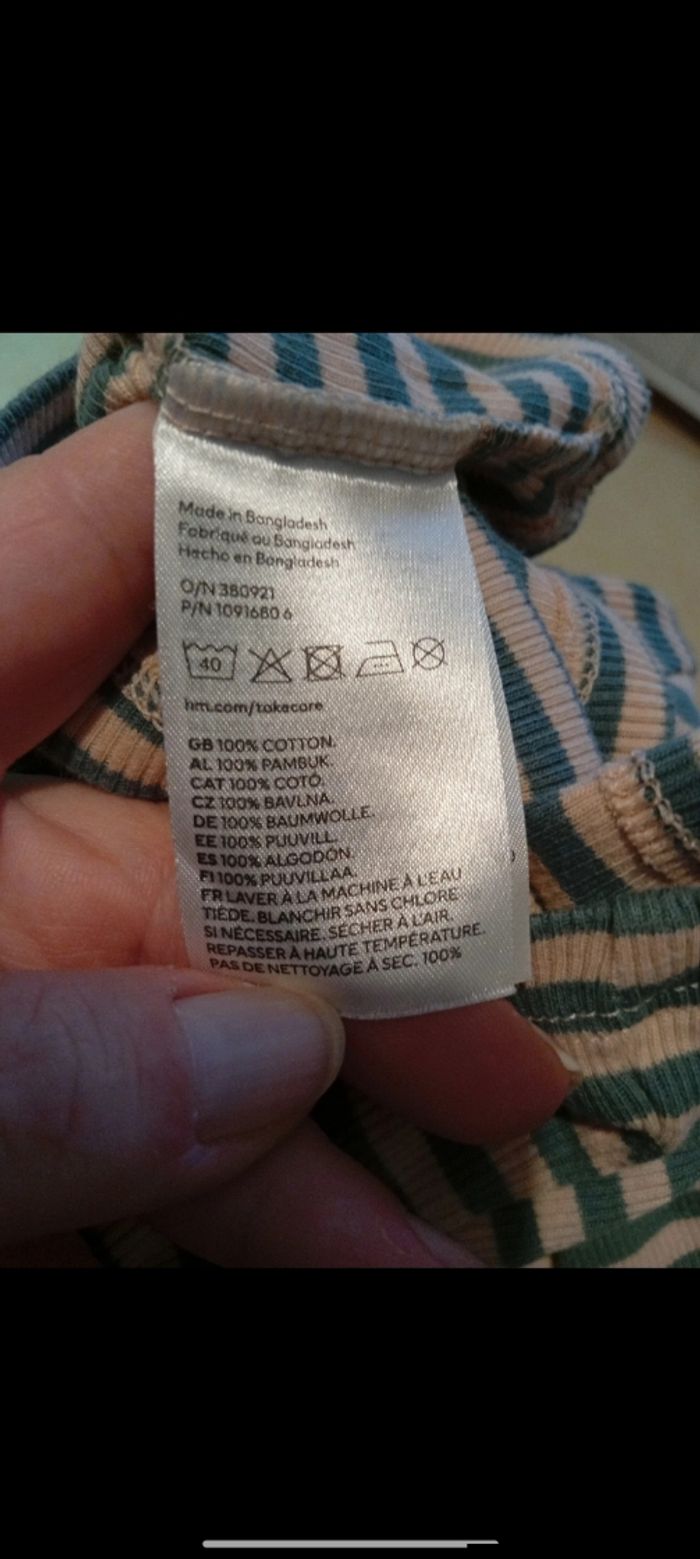 Made in Bangladesh
Fabriqué au Bangladesh
Hecho en Bangladesh
O/N 380921
P/N 1091680 6
40
hm.com/takecare
GB 100% COTTON.
AL 100% PAMBUK.
CAT 100% COTÓ.
CZ 100% BAVLNA.
DE 100% BAUMWOLLE.
EE 100% PUUVILL.
ES 100% ALGODÓN.
FI 100% PUUVILLAA.
FR LAVER À LA MACHINE À L'EAU
TIÈDE. BLANCHIR SANS CHLORE
SI NÉCESSAIRE. SÉCHER À L'AIR.
REPASSER À HAUTE TEMPÉRATURE.
PAS DE NETTOYAGE À SEC. 100%